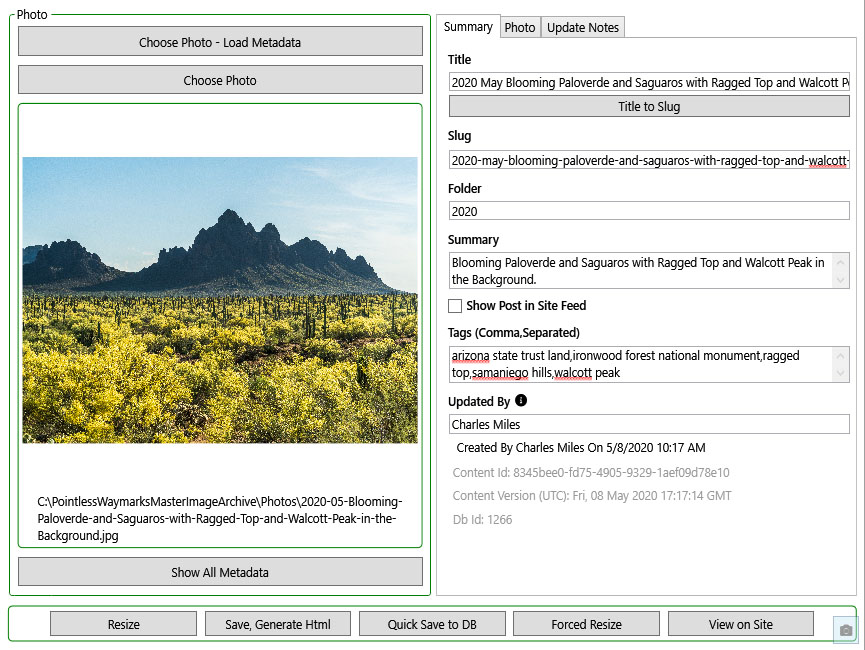 Photo
Choose Photo - Load Metadata
Choose Photo
C:\PointlessWaymarksMasterImageArchive\Photos\2020-05-Blooming-
Paloverde-and-Saguaros-with-Ragged-Top-and-Walcott-Peak-in-the-
Background.jpg
Show All Metadata
Summary
Photo
Update Notes
Title
2020 May Blooming Paloverde and Saguaros with Ragged Top and Walcott P
Title to Slug
Slug
2020-may-blooming-paloverde-and-saguaros-with-ragged-top-and-walcott-
Folder
2020
Summary
Blooming Paloverde and Saguaros with Ragged Top and Walcott Peak in
the Background.
Show Post in Site Feed
Tags (Comma,Separated)
arizona state trust land,ironwood forest national monument,ragged
top,samaniego hills,walcott peak
Updated By
Charles Miles
Created By Charles Miles On 5/8/2020 10:17 AM
Content Id: 8345bee0-fd75-4905-9329-1aef09d78e10
Content Version (UTC): Fri, 08 May 2020 17:17:14 GMT
Db Id: 1266
Resize
Save, Generate Html
Quick Save to DB
Forced Resize
View on Site